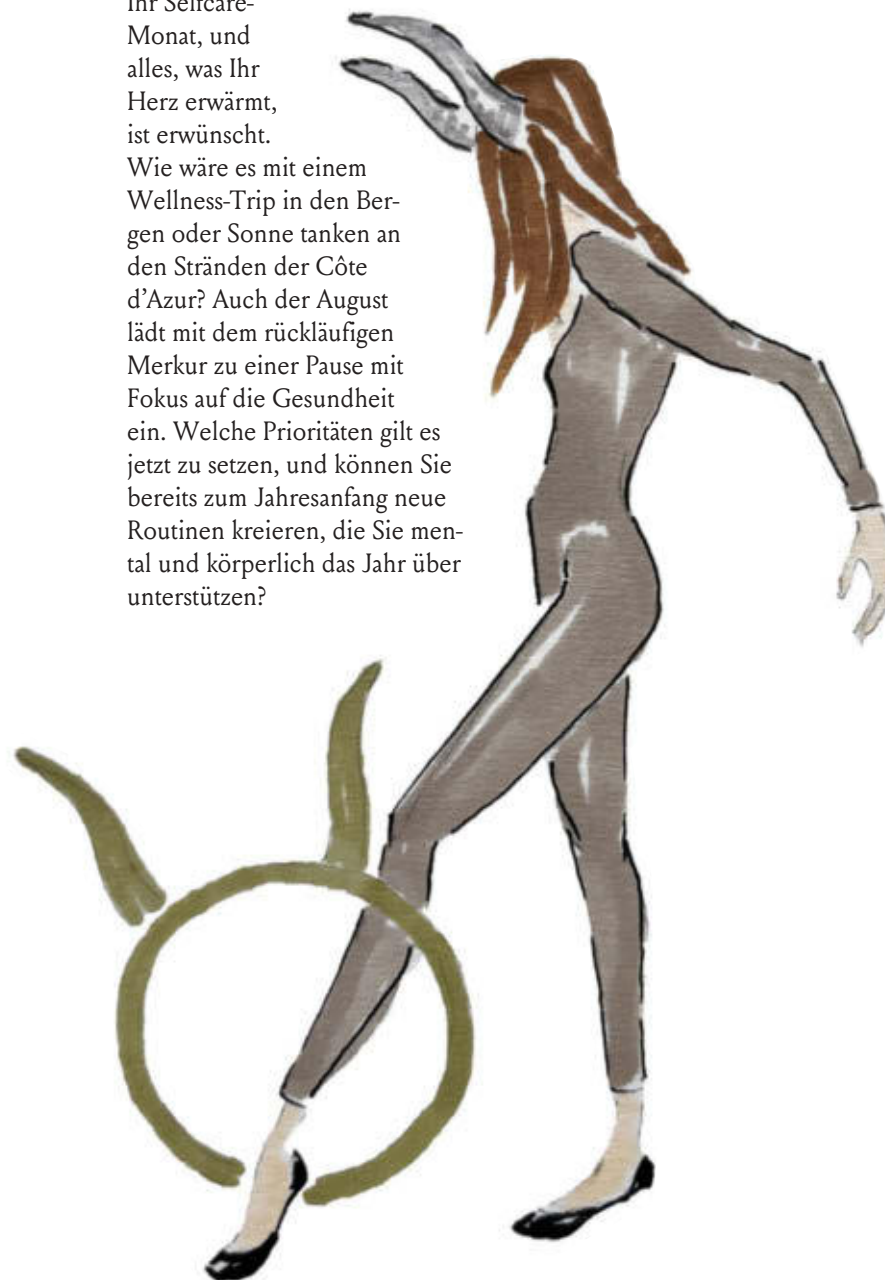 Ihr Selfcare-
Monat, und
alles, was Ihr
Herz erwärmt,
ist erwünscht.
Wie wäre es mit einem
Wellness-Trip in den Ber-
gen oder Sonne tanken an
den Stränden der Côte
d’Azur? Auch der August
lädt mit dem rückläufigen
Merkur zu einer Pause mit
Fokus auf die Gesundheit
ein. Welche Prioritäten gilt es
jetzt zu setzen, und können Sie
bereits zum Jahresanfang neue
Routinen kreieren, die Sie men-
tal und körperlich das Jahr über
unterstützen?